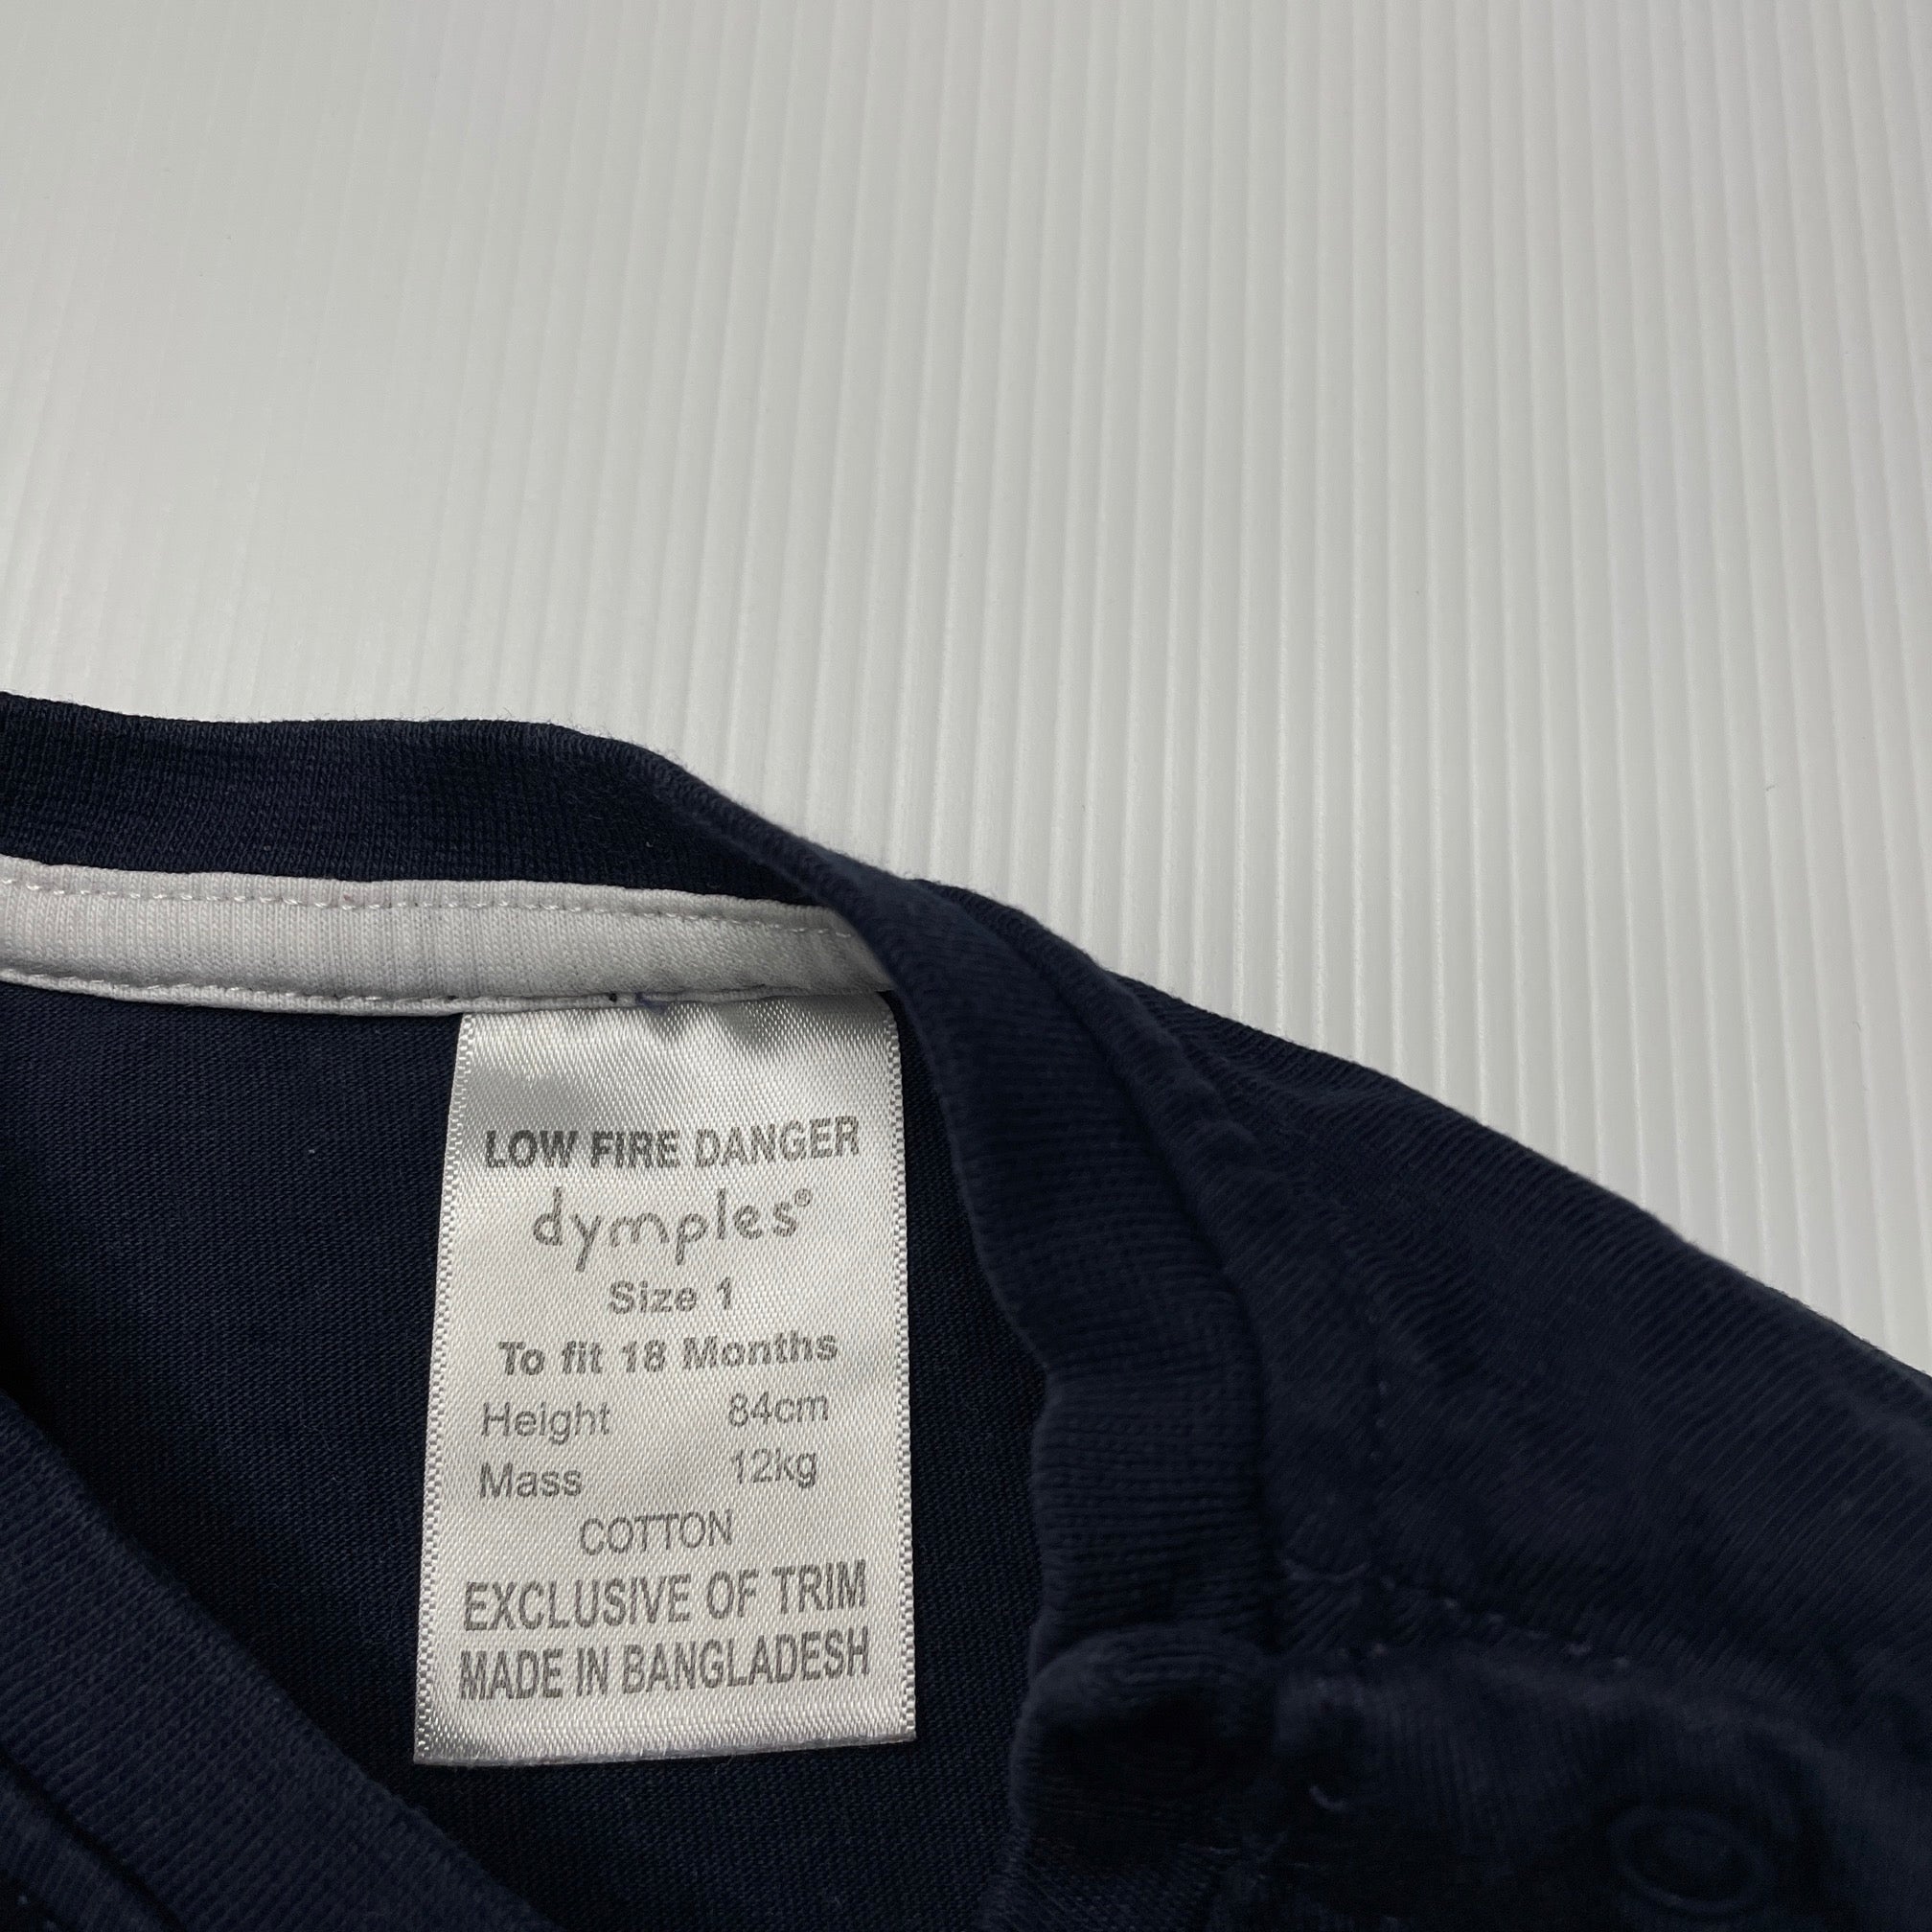 LOW FIRE DANGER
dymples®
Size 1
To fit 18 Months
Height 84cm
Mass 12kg
COTTON
EXCLUSIVE OF TRIM
MADE IN BANGLADESH